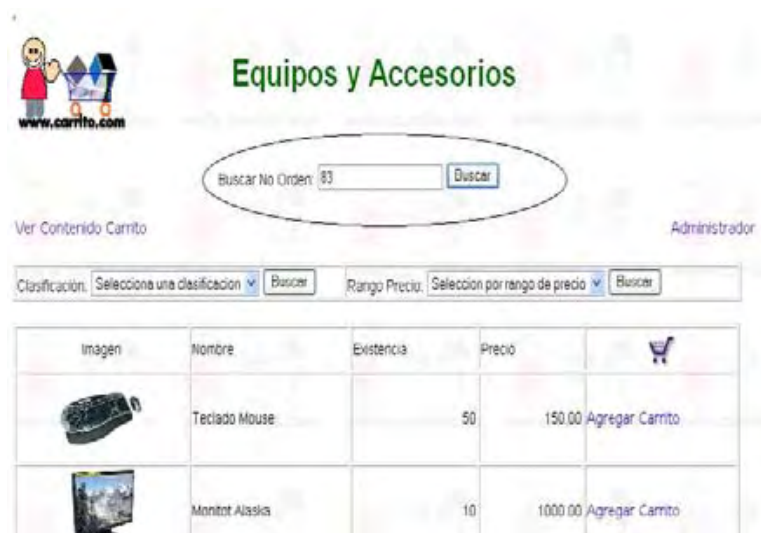 www.carrito.com
Equipos y Accesorios
Buscar No Orden: 83 Buscar
Ver Contenido Carrito Administrador
Clasificación: Selecciona una clasificacion Buscar Rango Precio: Seleccion por rango de precio Buscar
Imagen Nombre Existencia Precio
Teclado Mouse 50 150.00 Agregar Carrito
Monitot Alaska 10 1000.00 Agregar Carrito